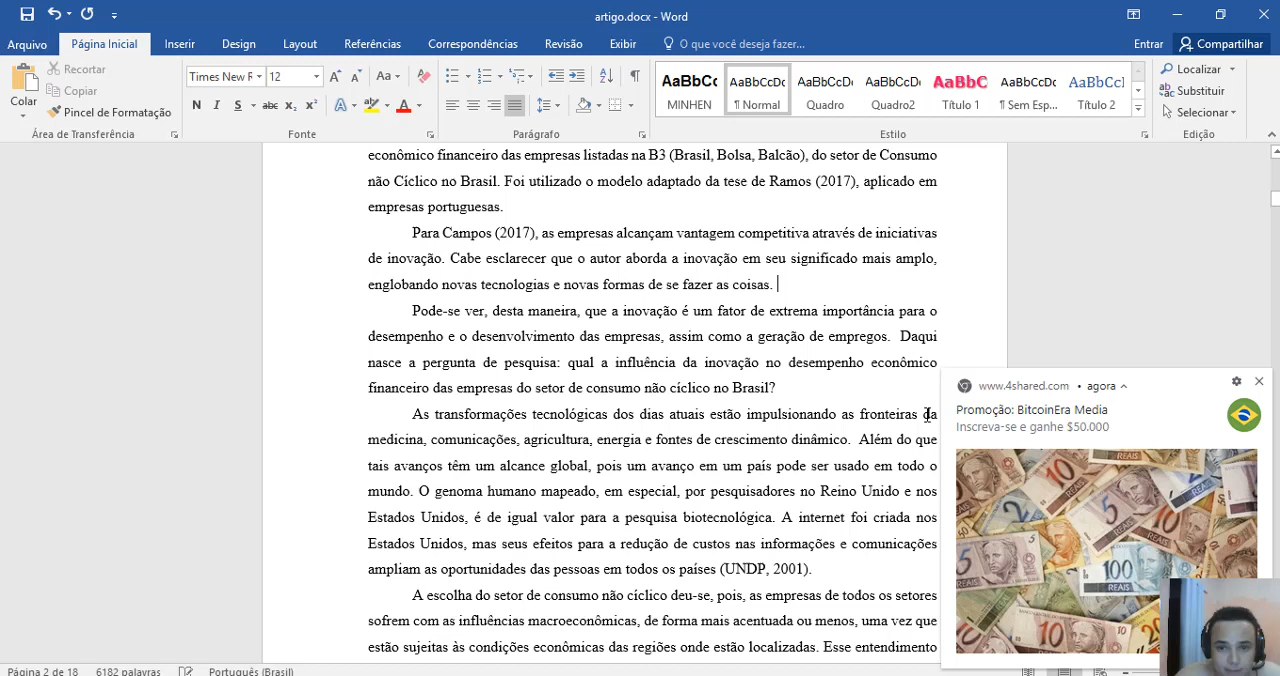 artigo.docx - Word
Arquivo Página Inicial Inserir Design Layout Referências Correspondências Revisão Exibir O que você deseja fazer... Entrar Compartilhar
Colar
Recortar
Copiar
Pincel de Formatação
Área de Transferência
Times New R 12
N I S abc x₂ x²
Fonte
Parágrafo
AaBbCc AaBbCcDc AaBbCcDc AaBbCcDc AaBbC AaBbCcDc AaBbCcI
MINHEN ¶ Normal Quadro Quadro2 Título 1 ¶ Sem Esp... Título 2
Estilo
Localizar
Substituir
Selecionar
Edição
econômico financeiro das empresas listadas na B3 (Brasil, Bolsa, Balcão), do setor de Consumo
não Cíclico no Brasil. Foi utilizado o modelo adaptado da tese de Ramos (2017), aplicado em
empresas portuguesas.
Para Campos (2017), as empresas alcançam vantagem competitiva através de iniciativas
de inovação. Cabe esclarecer que o autor aborda a inovação em seu significado mais amplo,
englobando novas tecnologias e novas formas de se fazer as coisas.
Pode-se ver, desta maneira, que a inovação é um fator de extrema importância para o
desempenho e o desenvolvimento das empresas, assim como a geração de empregos. Daqui
nasce a pergunta de pesquisa: qual a influência da inovação no desempenho econômico
financeiro das empresas do setor de consumo não cíclico no Brasil?
As transformações tecnológicas dos dias atuais estão impulsionando as fronteiras da
medicina, comunicações, agricultura, energia e fontes de crescimento dinâmico. Além do que
tais avanços têm um alcance global, pois um avanço em um país pode ser usado em todo o
mundo. O genoma humano mapeado, em especial, por pesquisadores no Reino Unido e nos
Estados Unidos, é de igual valor para a pesquisa biotecnológica. A internet foi criada nos
Estados Unidos, mas seus efeitos para a redução de custos nas informações e comunicações
ampliam as oportunidades das pessoas em todos os países (UNDP, 2001).
A escolha do setor de consumo não cíclico deu-se, pois, as empresas de todos os setores
sofrem com as influências macroeconômicas, de forma mais acentuada ou menos, uma vez que
estão sujeitas às condições econômicas das regiões onde estão localizadas. Esse entendimento
www.4shared.com • agora
Promoção: BitcoinEra Media
Inscreva-se e ganhe $50.000
Página 2 de 18 6182 palavras Português (Brasil)